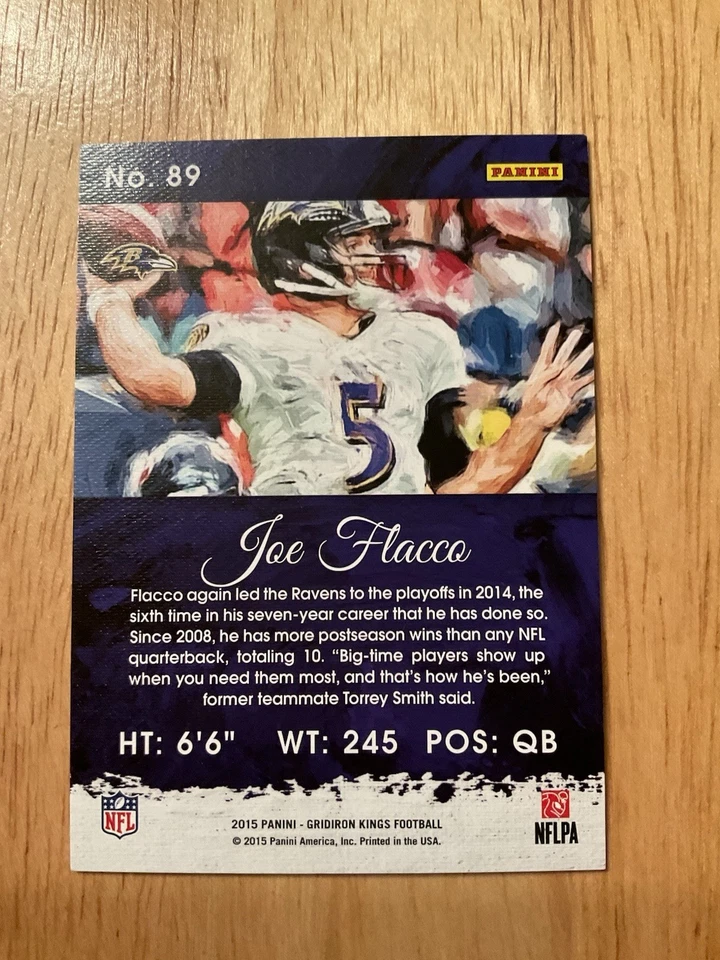 No. 89
PANINI
5
Joe Flacco
Flacco again led the Ravens to the playoffs in 2014, the
sixth time in his seven-year career that he has done so.
Since 2008, he has more postseason wins than any NFL
quarterback, totaling 10. “Big-time players show up
when you need them most, and that’s how he’s been,”
former teammate Torrey Smith said.
HT: 6'6" WT: 245 POS: QB
NFL
2015 PANINI - GRIDIRON KINGS FOOTBALL
© 2015 Panini America, Inc. Printed in the USA.
NFLPA